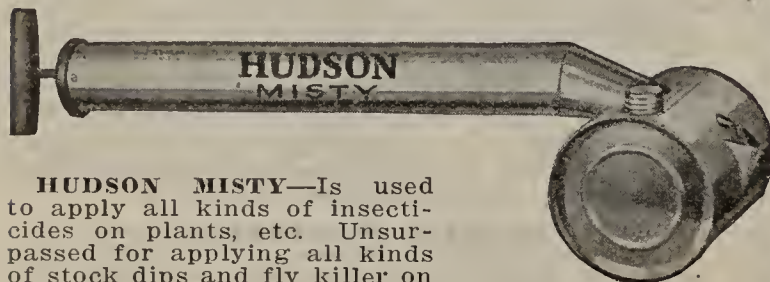 HUDSON
MISTY
HUDSON MISTY—Is used
to apply all kinds of insecti-
cides on plants, etc. Unsur-
passed for applying all kinds
of stock dips and fly killer on